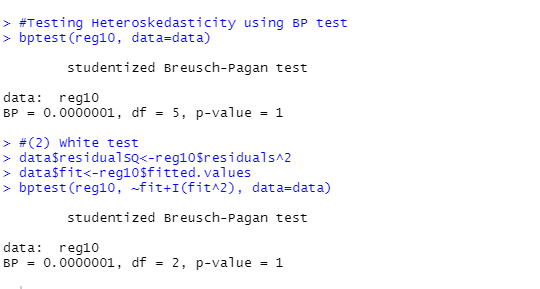 > #Testing Heteroskedasticity using BP test
> bptest(reg10, data=data)
studentized Breusch-Pagan test
data:  reg10
BP = 0.0000001, df = 5, p-value = 1
> #(2) White test
> data$residualSQ<-reg10$residuals^2
> data$fit<-reg10$fitted.values
> bptest(reg10, ~fit+I(fit^2), data=data)
studentized Breusch-Pagan test
data:  reg10
BP = 0.0000001, df = 2, p-value = 1